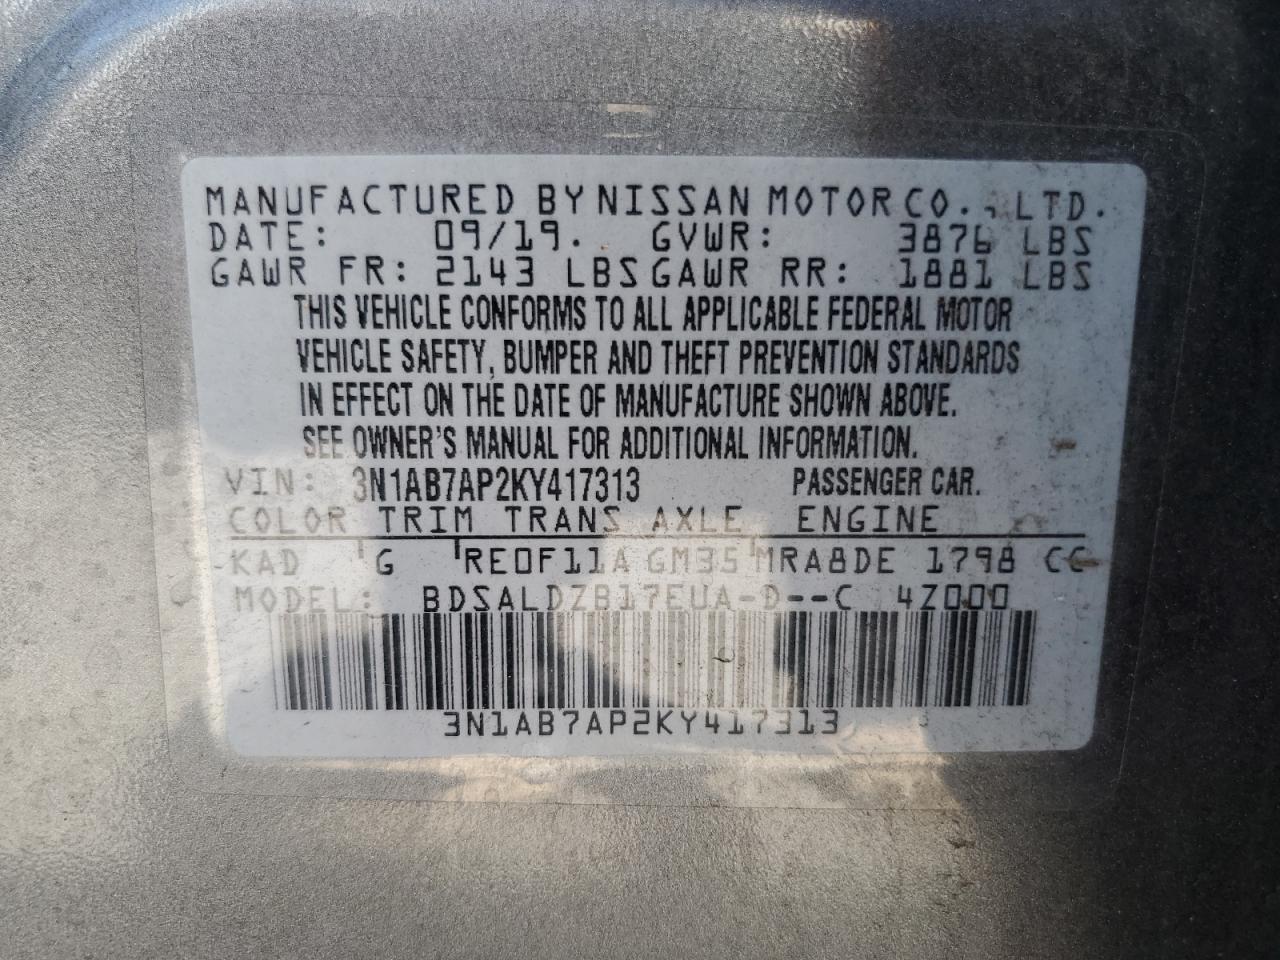 MANUFACTURED BY NISSAN MOTOR CO., LTD.
DATE: 09/19. GVWR: 3876 LBS
GAWR FR: 2143 LBS GAWR RR: 1881 LBS
THIS VEHICLE CONFORMS TO ALL APPLICABLE FEDERAL MOTOR
VEHICLE SAFETY, BUMPER AND THEFT PREVENTION STANDARDS
IN EFFECT ON THE DATE OF MANUFACTURE SHOWN ABOVE.
SEE OWNER'S MANUAL FOR ADDITIONAL INFORMATION.
VIN: 3N1AB7AP2KY417313 PASSENGER CAR.
COLOR TRIM TRANS AXLE ENGINE
KAD G RE0F11A GM35 MRA8DE 1798 CC
MODEL: BDSALDZB17EUA-D--C 4Z000
3N1AB7AP2KY417313